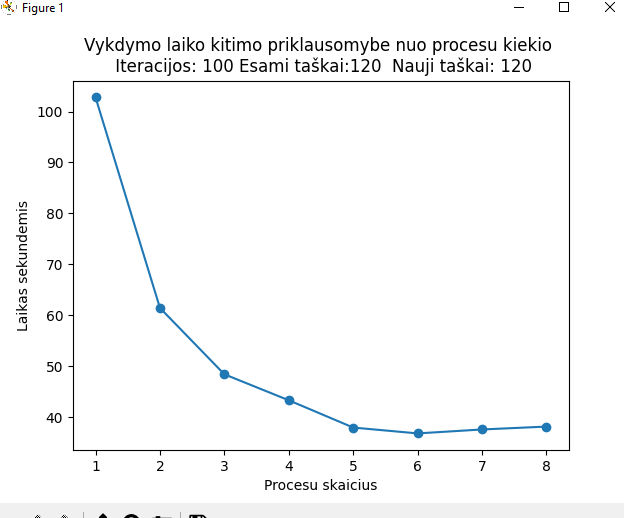 Figure 1
Vykdymo laiko kitimo priklausomybe nuo procesu kiekio
Iteracijos: 100 Esami taškai:120  Nauji taškai: 120
Laikas sekundemis
100
90
80
70
60
50
40
1 2 3 4 5 6 7 8
Procesu skaicius